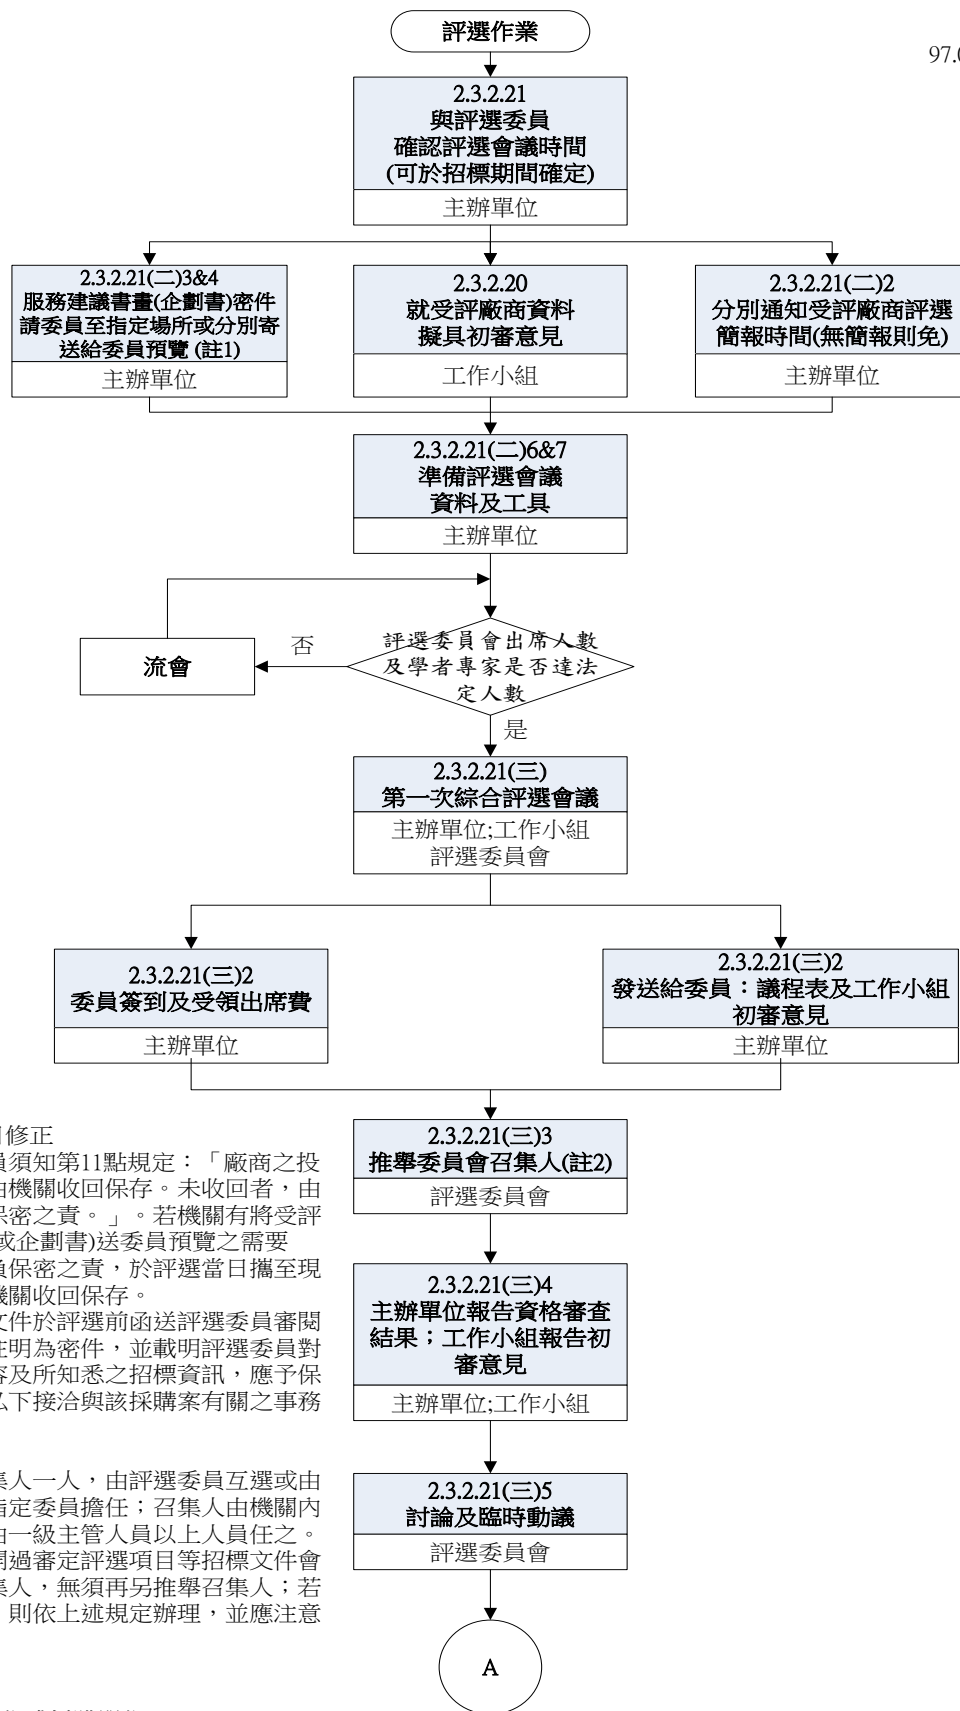 評選作業
97.0
2.3.2.21
與評選委員
確認評選會議時間
(可於招標期間確定)
主辦單位
2.3.2.21(二)3&4
服務建議書畫(企劃書)密件
請委員至指定場所或分別寄
送給委員預覽 (註1)
主辦單位
2.3.2.20
就受評廠商資料
擬具初審意見
工作小組
2.3.2.21(二)2
分別通知受評廠商評選
簡報時間(無簡報則免)
主辦單位
2.3.2.21(二)6&7
準備評選會議
資料及工具
主辦單位
評選委員會出席人數
及學者專家是否達法
定人數
否
流會
是
2.3.2.21(三)
第一次綜合評選會議
主辦單位;工作小組
評選委員會
2.3.2.21(三)2
委員簽到及受領出席費
主辦單位
2.3.2.21(三)2
發送給委員：議程表及工作小組
初審意見
主辦單位
2.3.2.21(三)3
推舉委員會召集人(註2)
評選委員會
2.3.2.21(三)4
主辦單位報告資格審查
結果；工作小組報告初
審意見
主辦單位;工作小組
2.3.2.21(三)5
討論及臨時動議
評選委員會
A
修正
員須知第11點規定：「廠商之投
由機關收回保存。未收回者，由
保密之責。」。若機關有將受評
或企劃書)送委員預覽之需要
負保密之責，於評選當日攜至現
機關收回保存。
文件於評選前函送評選委員審閱
註明為密件，並載明評選委員對
容及所知悉之招標資訊，應予保
私下接洽與該採購案有關之事務
集人一人，由評選委員互選或由
指定委員擔任；召集人由機關內
由一級主管人員以上人員任之。
開過審定評選項目等招標文件會
集人，無須再另推舉召集人；若
則依上述規定辦理，並應注意